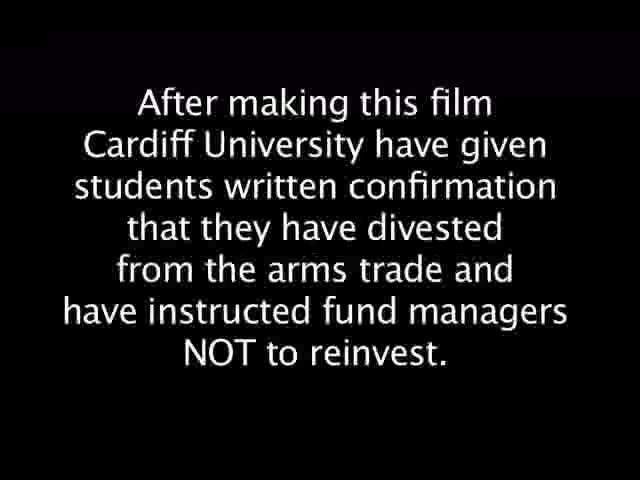 After making this film
Cardiff University have given
students written confirmation
that they have divested
from the arms trade and
have instructed fund managers
NOT to reinvest.